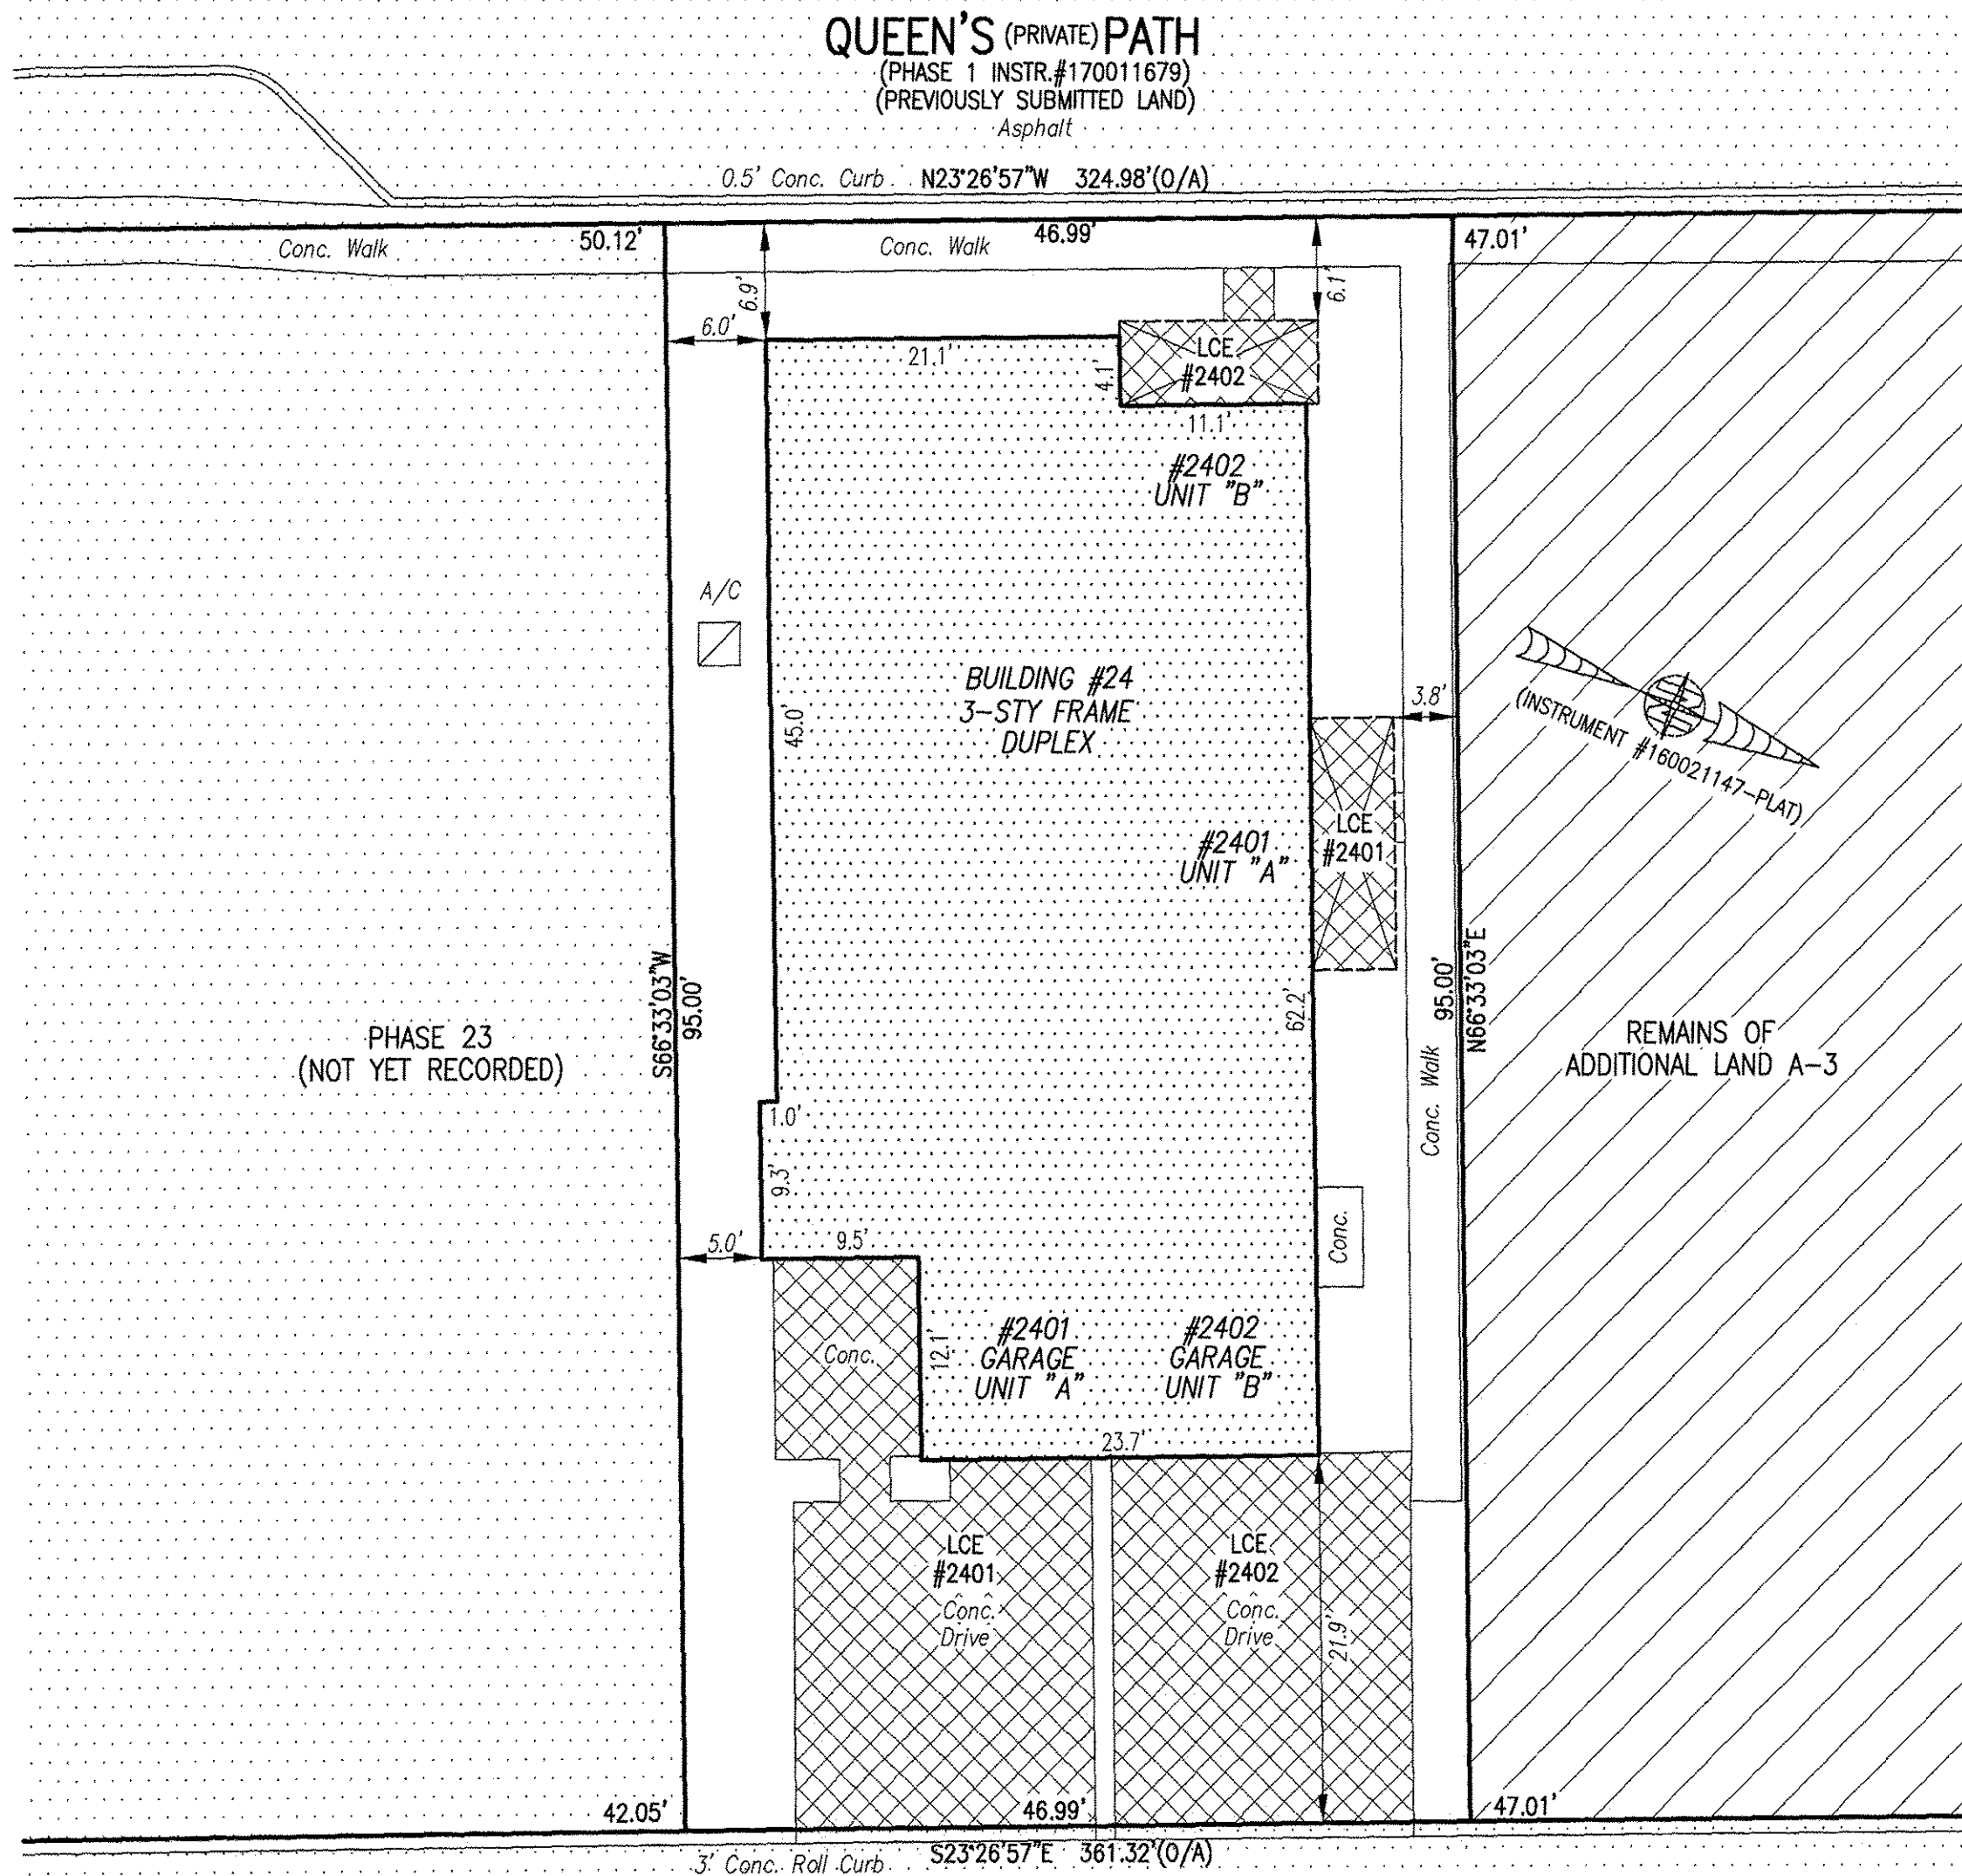 QUEEN'S (PRIVATE) PATH
(PHASE 1 INSTR.#170011679)
(PREVIOUSLY SUBMITTED LAND)
Asphalt
0.5' Conc. Curb N23°26'57"W 324.98'(O/A)
Conc. Walk
50.12'
Conc. Walk
46.99'
47.01'
6.9'
6.1'
6.0'
21.1'
4.1'
LCE
#2402
11.1'
#2402
UNIT "B"
A/C
BUILDING #24
3-STY FRAME
DUPLEX
45.0'
3.8'
(INSTRUMENT #160021147-PLAT)
#2401
UNIT "A"
LCE
#2401
S66°33'03"W
95.00'
62.2'
95.00'
N66°33'03"E
Conc. Walk
PHASE 23
(NOT YET RECORDED)
REMAINS OF
ADDITIONAL LAND A-3
1.0'
9.3'
5.0'
9.5'
Conc.
Conc.
12.1'
#2401
GARAGE
UNIT "A"
#2402
GARAGE
UNIT "B"
23.7'
LCE
#2401
Conc.
Drive
LCE
#2402
Conc.
Drive
21.9'
42.05'
46.99'
47.01'
3' Conc. Roll Curb S23°26'57"E 361.32'(O/A)